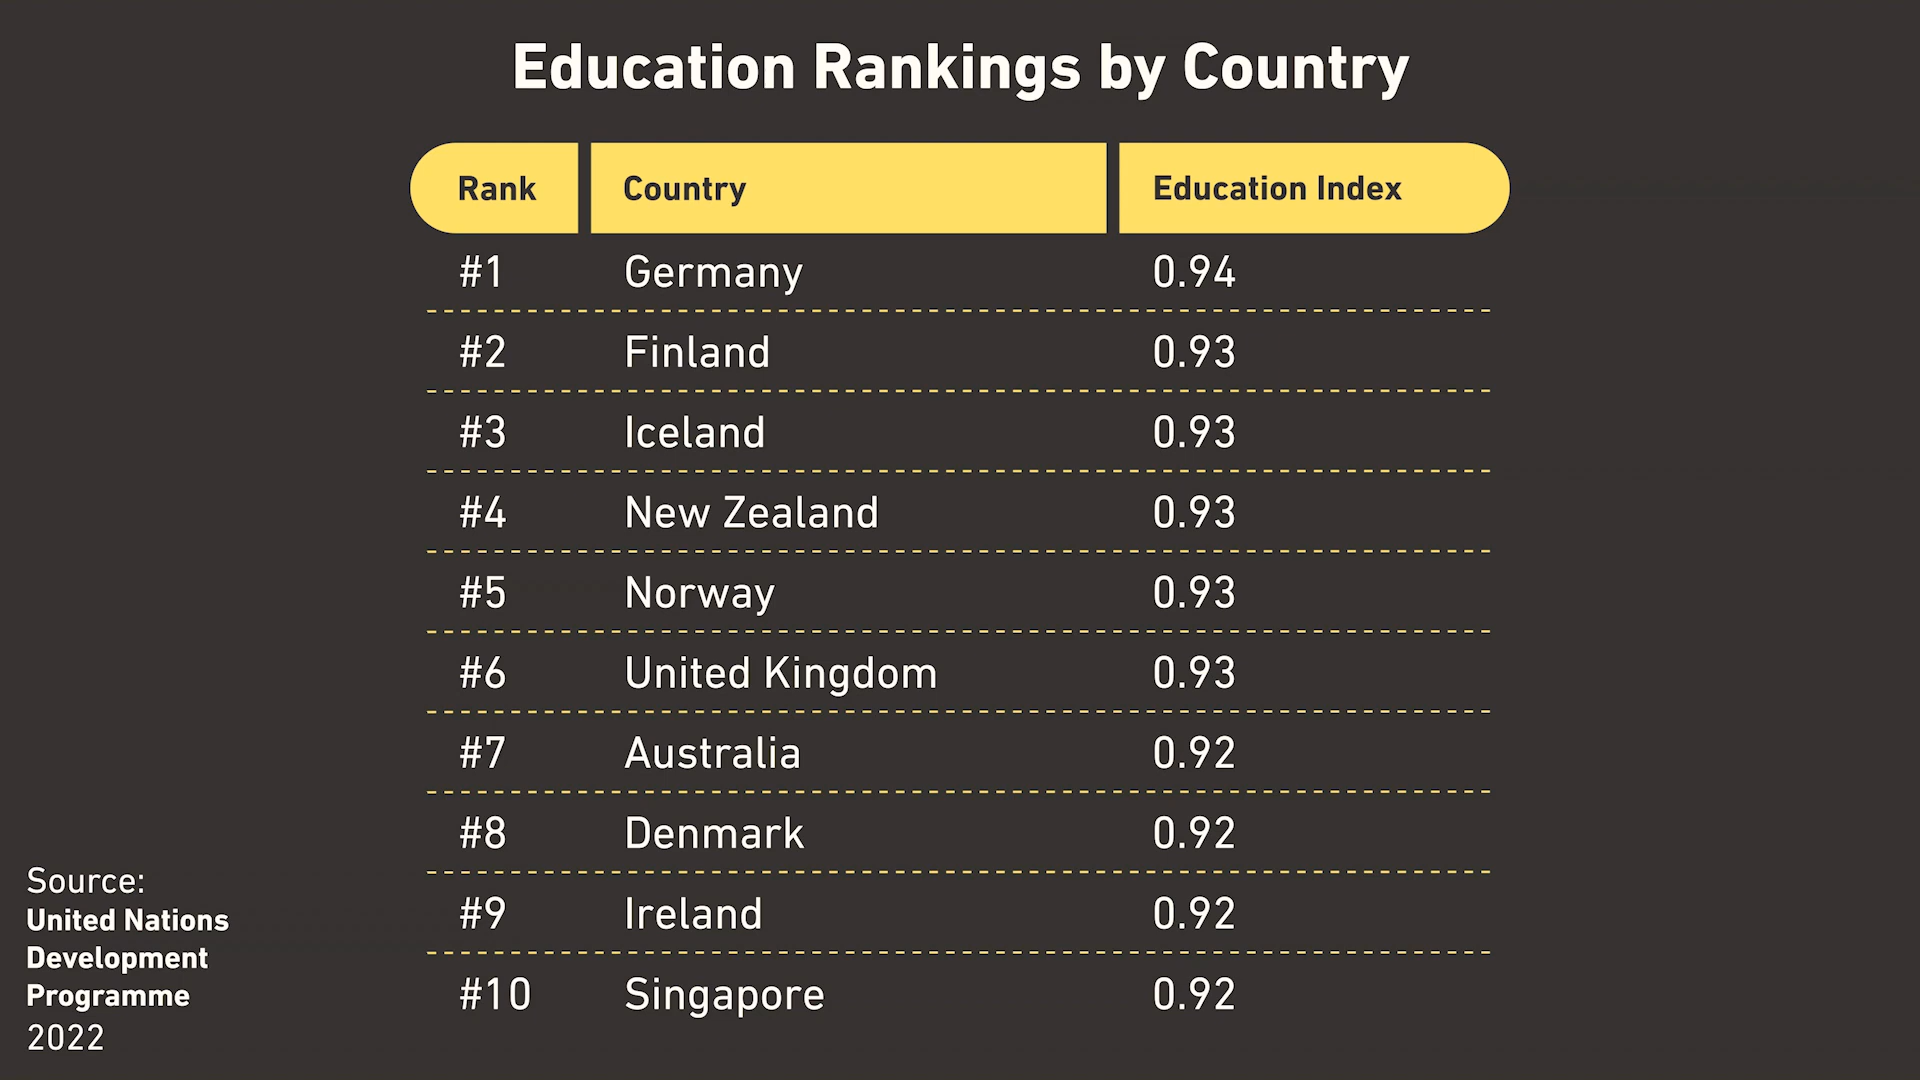 Education Rankings by Country
Rank Country Education Index
#1 Germany 0.94
#2 Finland 0.93
#3 Iceland 0.93
#4 New Zealand 0.93
#5 Norway 0.93
#6 United Kingdom 0.93
#7 Australia 0.92
#8 Denmark 0.92
#9 Ireland 0.92
#10 Singapore 0.92
Source:
United Nations
Development
Programme
2022